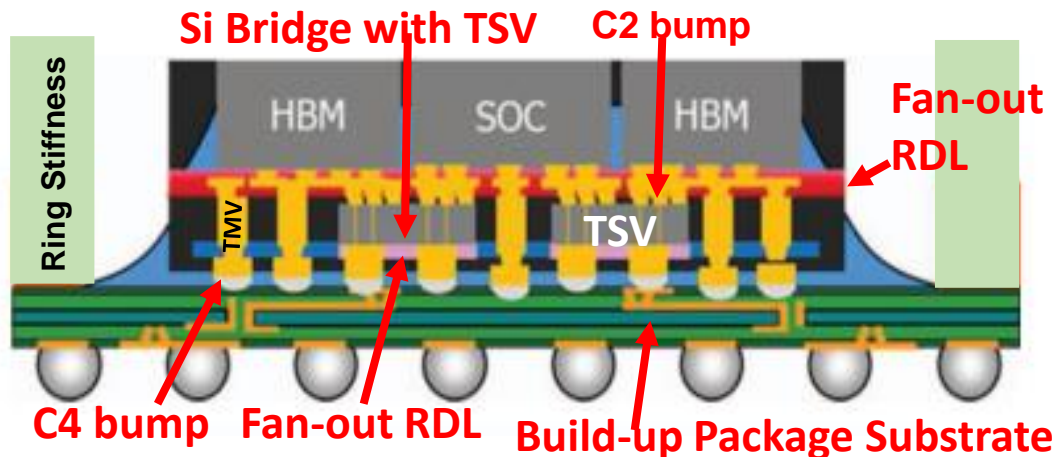 Si Bridge with TSV
C2 bump
Ring Stiffness
HBM
SOC
HBM
Fan-out
RDL
TMV
TSV
C4 bump
Fan-out RDL
Build-up Package Substrate